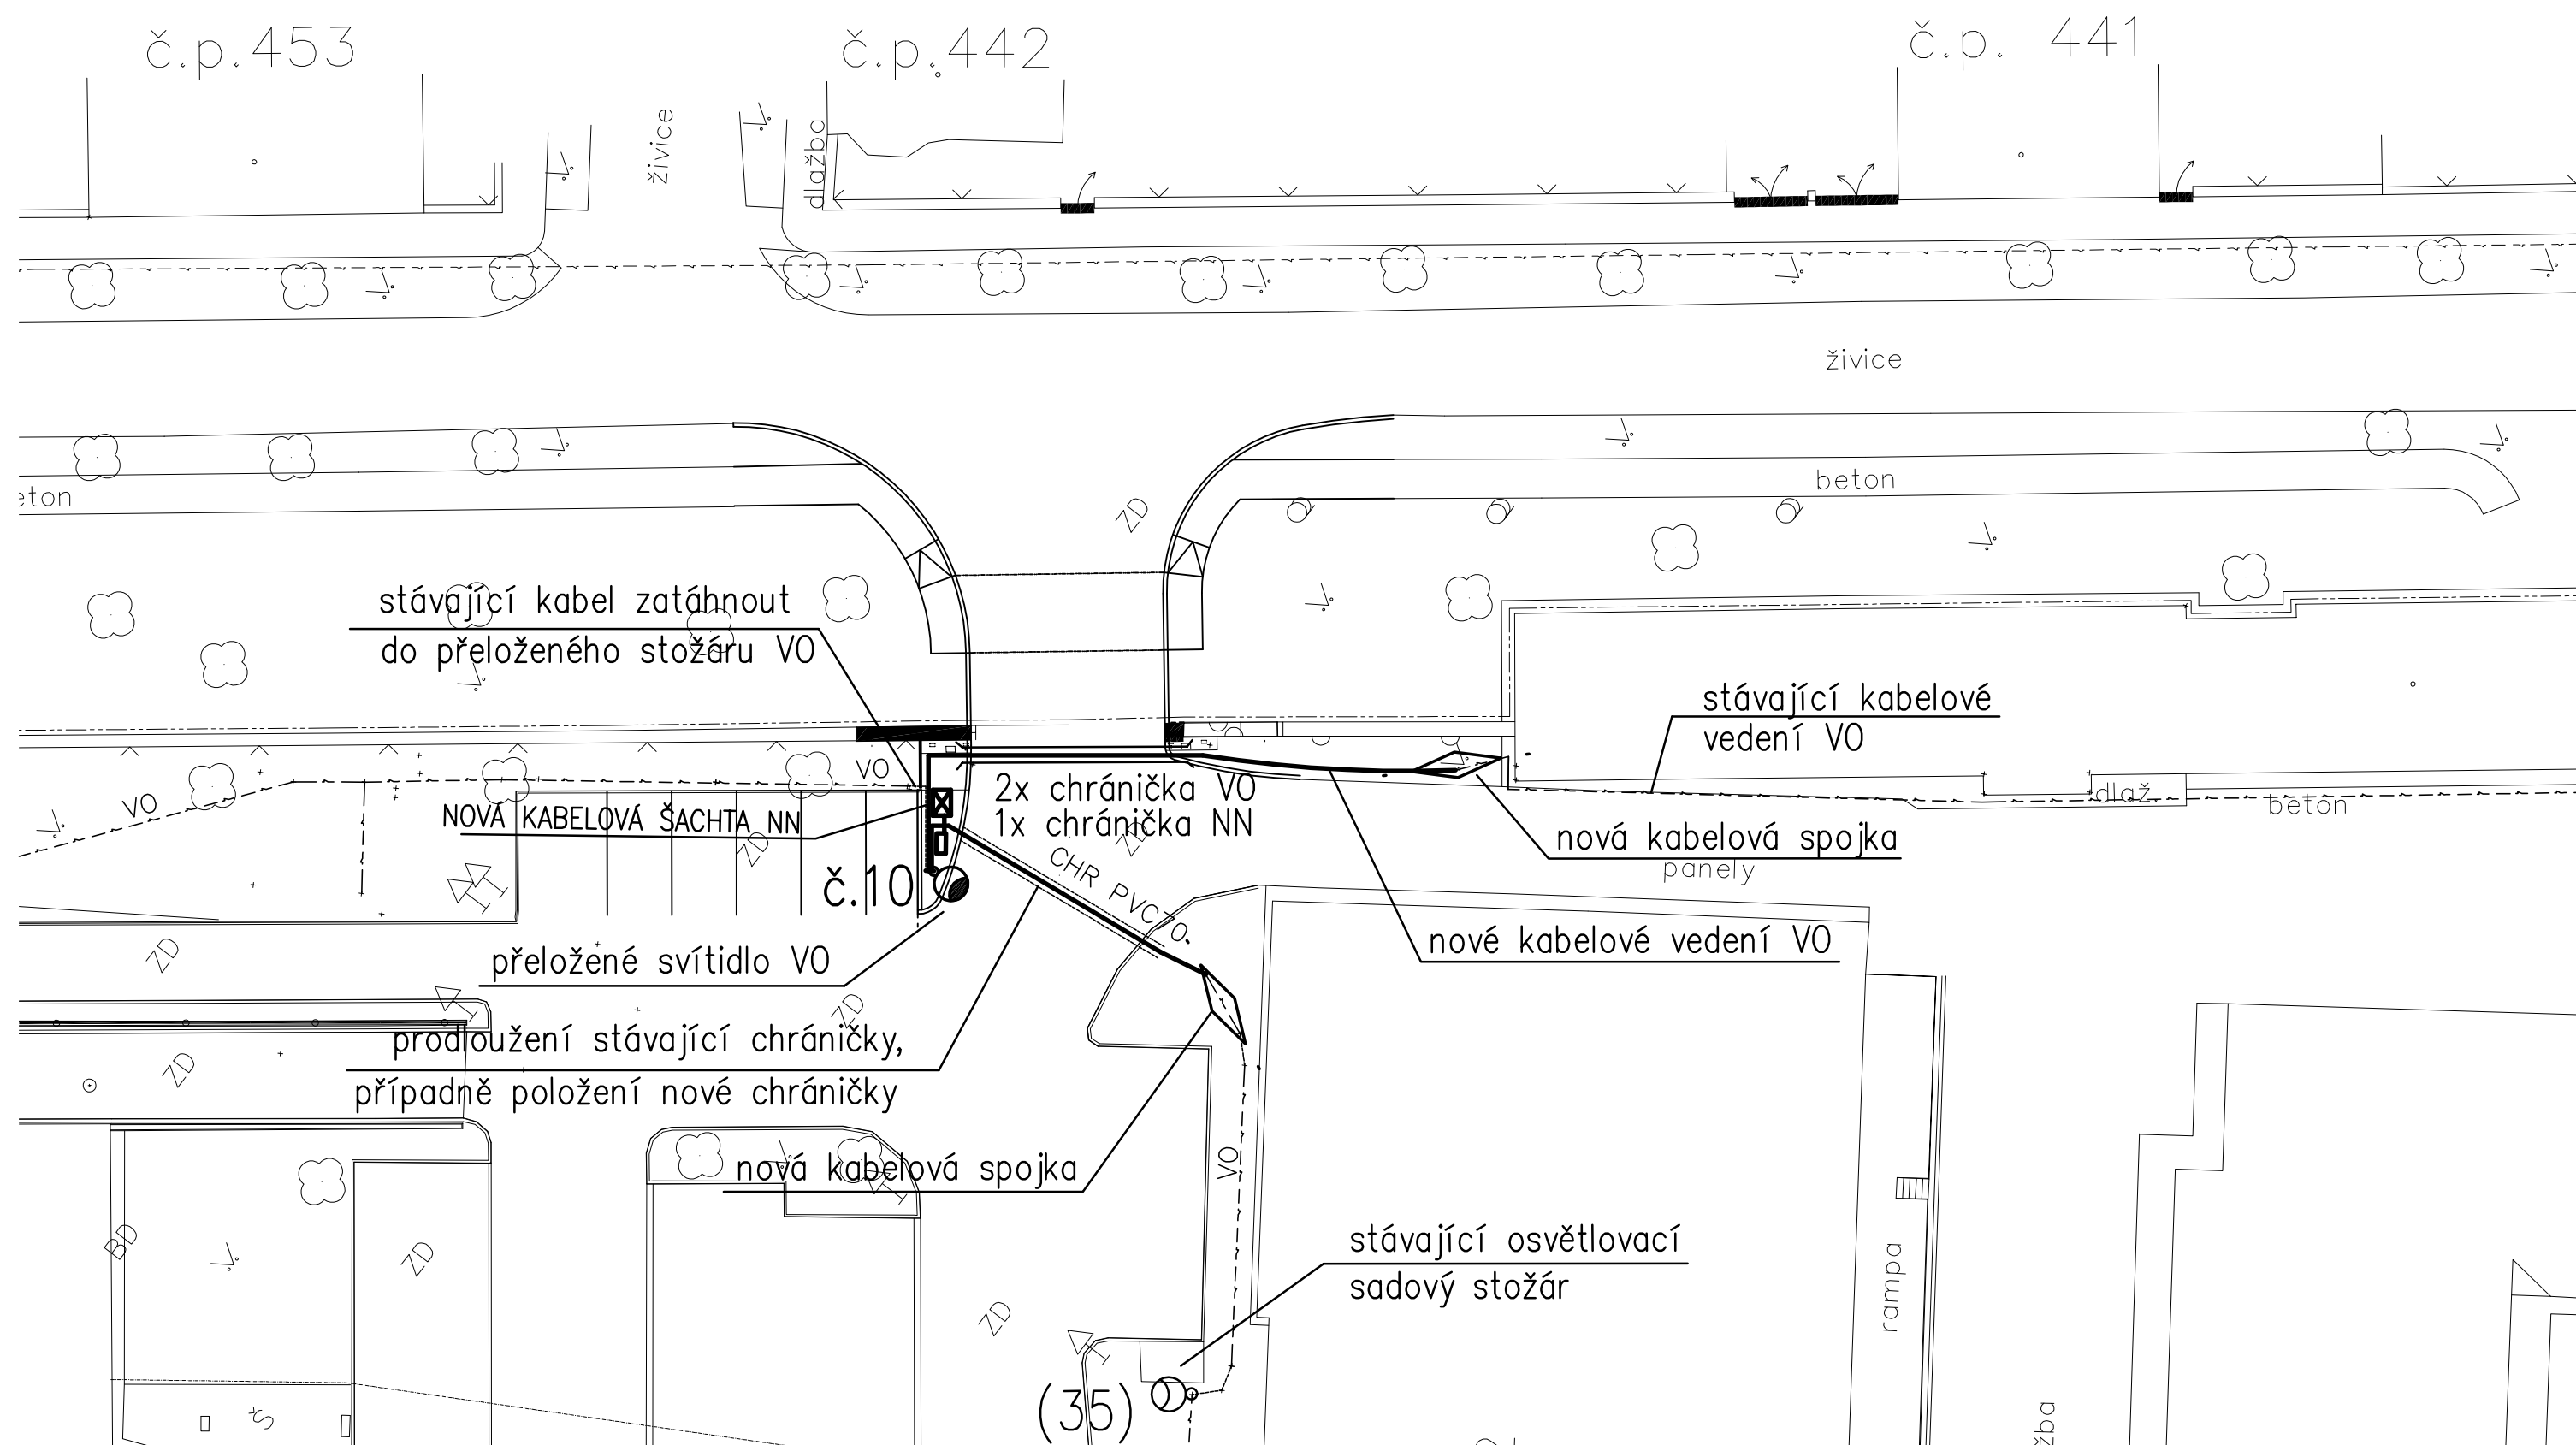 č.p.453
č.p.442
č.p. 441
živice
dlažba
živice
beton
ZD
beton
stávající kabel zatáhnout
do přeloženého stožáru VO
stávající kabelové
vedení VO
VO
VO
2x chránička VO
1x chránička NN
NOVÁ KABELOVÁ ŠACHTA NN
ZD
ZD
dlaž.
beton
nová kabelová spojka
panely
č.10
CHR PVC70.
nové kabelové vedení VO
ZD
přeložené svítidlo VO
ZD
prodloužení stávající chráničky,
případně položení nové chráničky
ZD
nová kabelová spojka
VO
BD
ZD
stávající osvětlovací
sadový stožár
rampa
ZD
(35)
Š